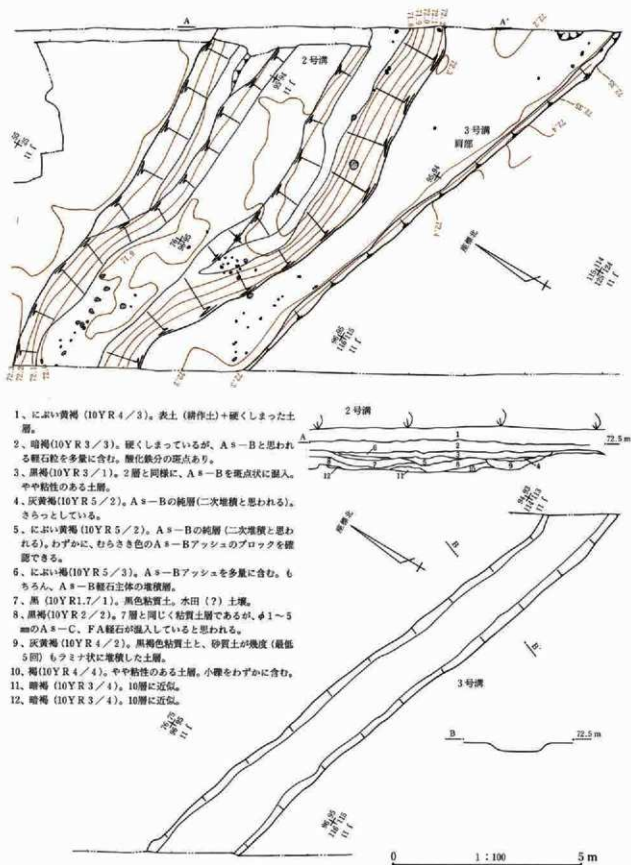 A
A'
2号溝
3号溝
肩部
座標北
72.2
72.3
72.4
72.4
71.9
72.3
1、にぶい黄褐(10YR4/3)。表土(耕作土)+硬くしまった土
層。
2、暗褐(10YR3/3)。硬くしまっているが、As-Bと思われ
る軽石粒を多量に含む。酸化鉄分の斑点あり。
3、黒褐(10YR3/1)。2層と同様に、As-Bを斑点状に混入。
やや粘性のある土層。
4、灰黄褐(10YR5/2)。As-Bの純層(二次堆積と思われる)。
さらっとしている。
5、にぶい黄褐(10YR5/2)。As-Bの純層(二次堆積と思わ
れる)。わずかに、むらさき色のAs-Bアッシュのブロックを確
認できる。
6、にぶい褐(10YR5/3)。As-Bアッシュを多量に含む。も
ちろん、As-B軽石主体の堆積層。
7、黒(10YR1.7/1)。黒色粘質土。水田(?)土壌。
8、黒褐(10YR2/2)。7層と同じく粘質土層であるが、φ1~5
㎜のAs-C、FA軽石が混入していると思われる。
9、灰黄褐(10YR4/2)。黒褐色粘質土と、砂質土が幾度(最低
5回)もラミナ状に堆積した土層。
10、褐(10YR4/4)。やや粘性のある土層。小礫をわずかに含む。
11、暗褐(10YR3/4)。10層に近似。
12、暗褐(10YR3/4)。10層に近似。
2号溝
A
72.5m
1
2
座標北
B
B'
3号溝
B
72.5m
0
1:100
5m